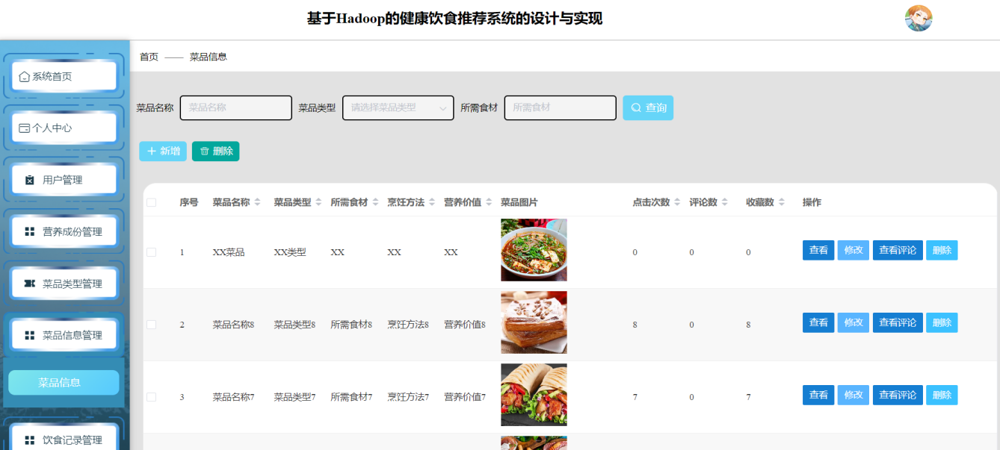 基于Hadoop的健康饮食推荐系统的设计与实现
首页 —— 菜品信息
系统首页
个人中心
用户管理
营养成份管理
菜品类型管理
菜品信息管理
菜品信息
饮食记录管理
菜品名称 菜品名称 菜品类型 请选择菜品类型 所需食材 所需食材 查询
新增 删除
序号 菜品名称 菜品类型 所需食材 烹饪方法 营养价值 菜品图片 点击次数 评论数 收藏数 操作
1 XX菜品 XX类型 XX XX XX 0 0 0 查看 修改 查看评论 删除
2 菜品名称8 菜品类型8 所需食材8 烹饪方法8 营养价值8 8 0 8 查看 修改 查看评论 删除
3 菜品名称7 菜品类型7 所需食材7 烹饪方法7 营养价值7 7 0 7 查看 修改 查看评论 删除